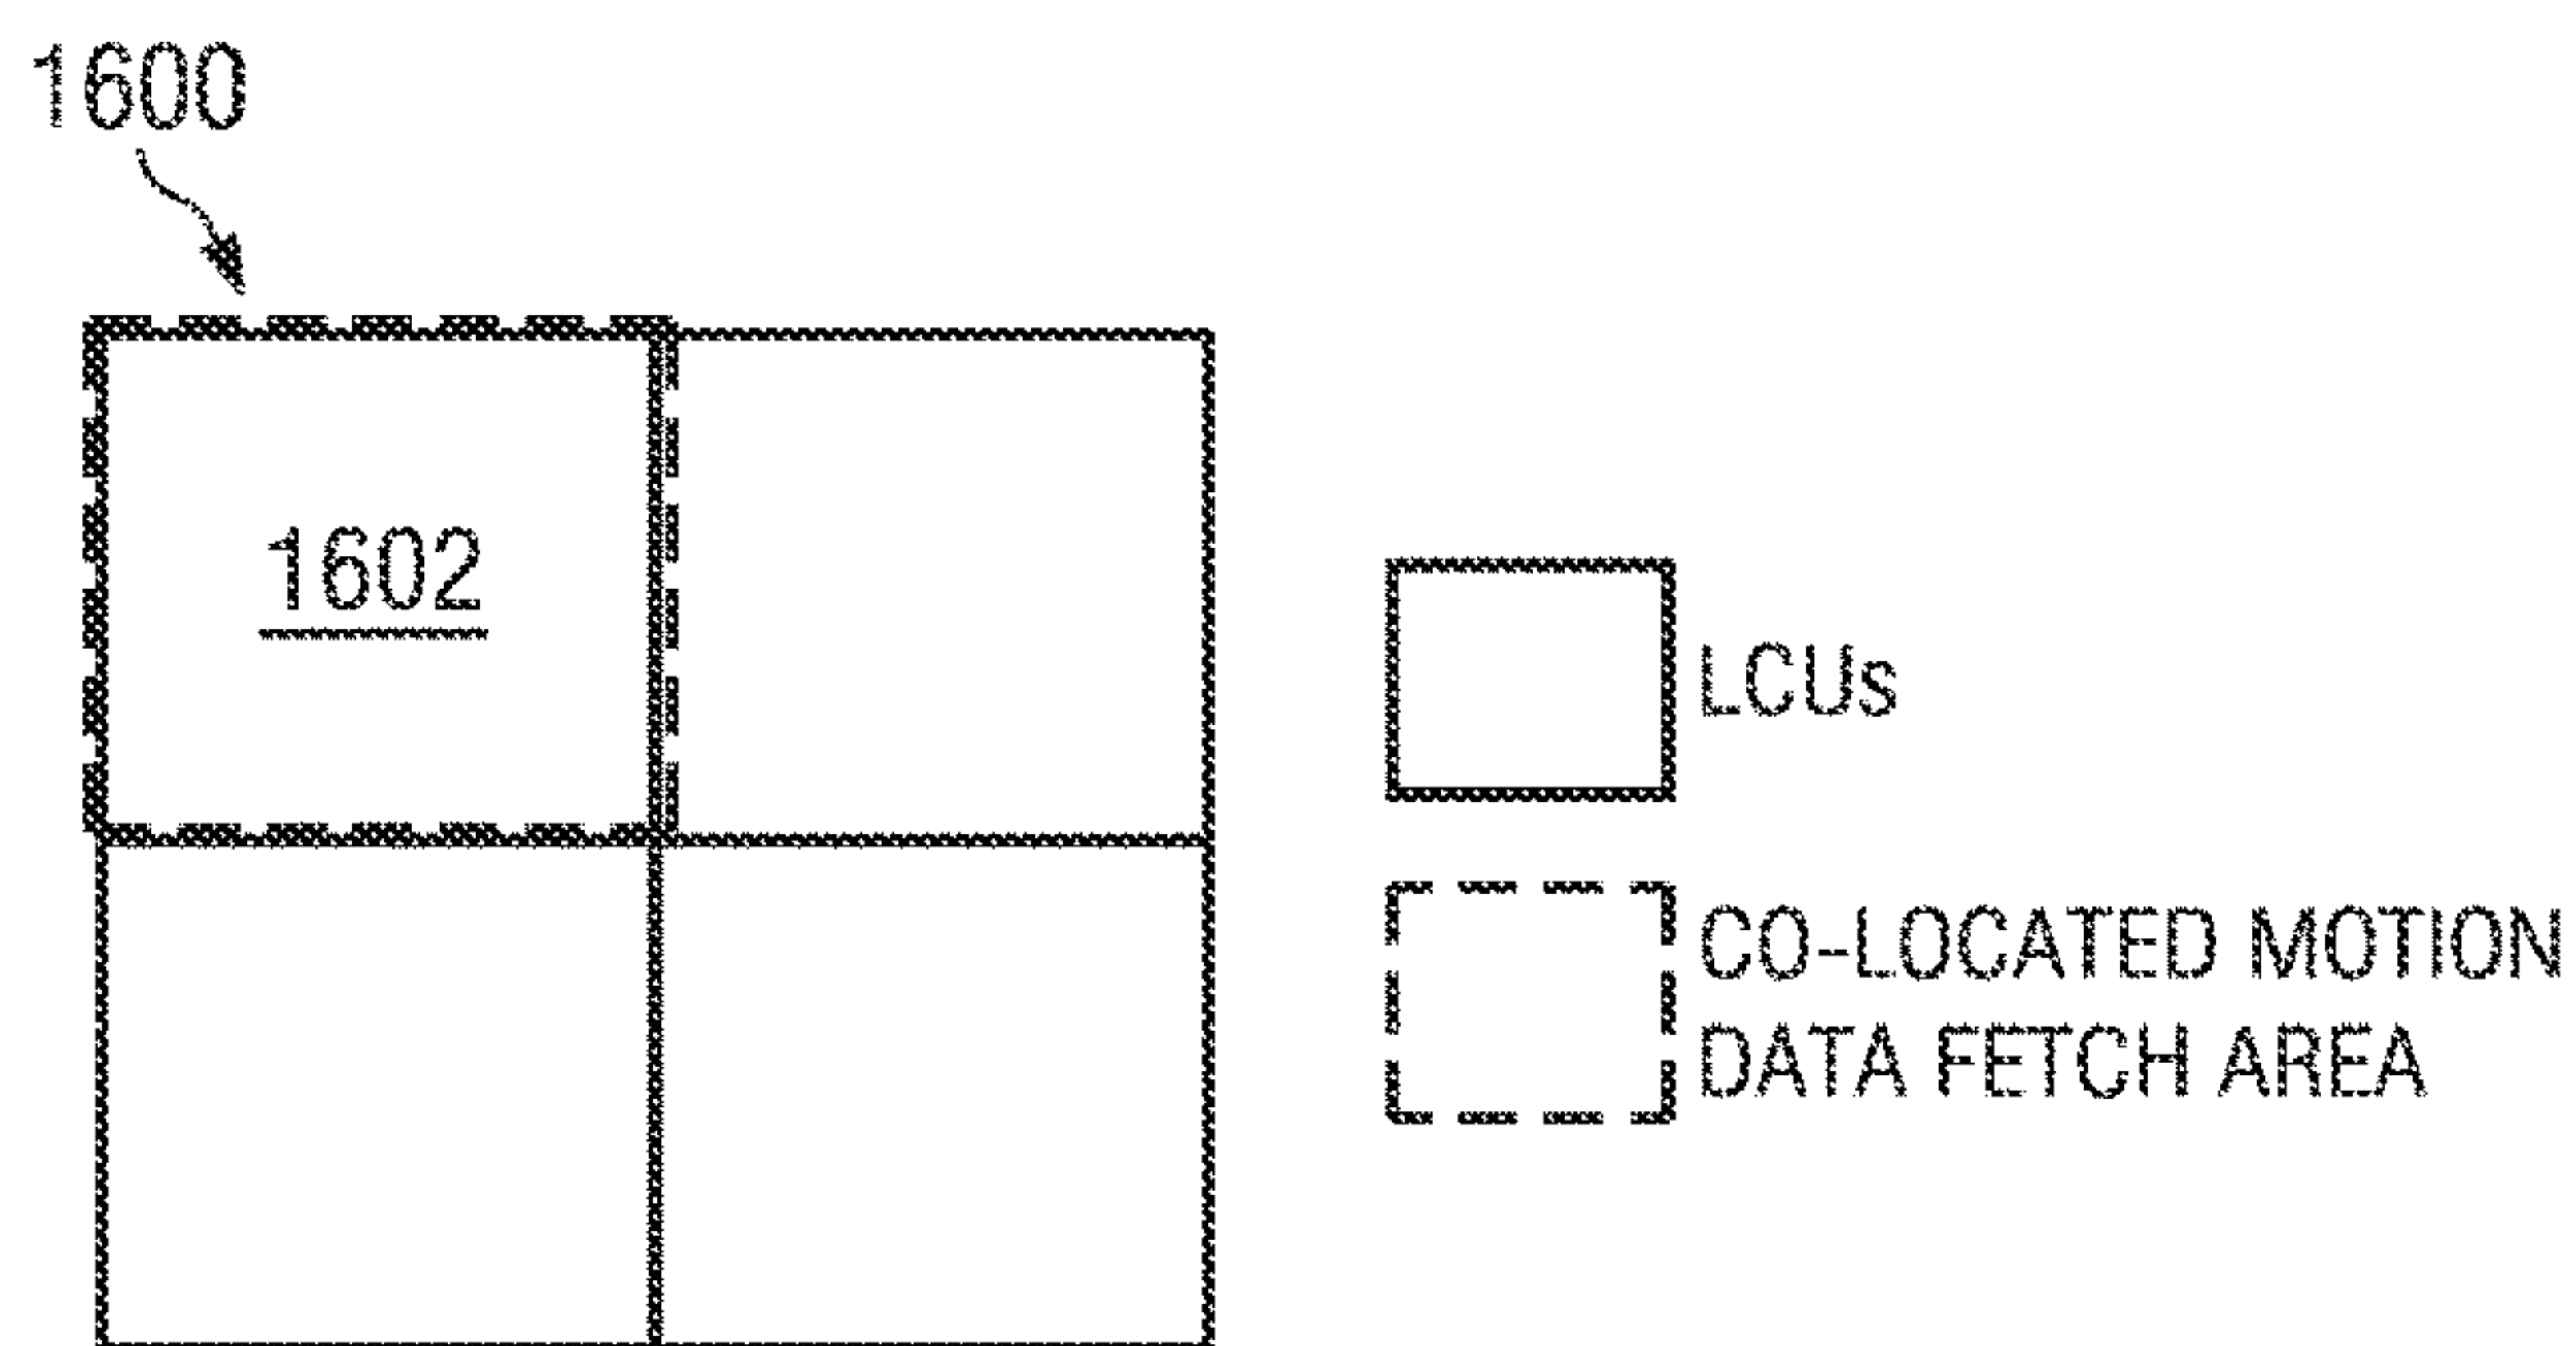 1600
1602
LCUs
CO-LOCATED MOTION
DATA FETCH AREA